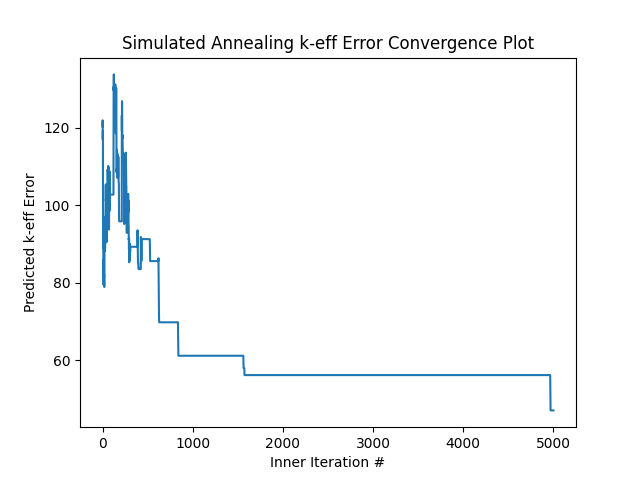 Simulated Annealing k-eff Error Convergence Plot
Predicted k-eff Error
120
100
80
60
0 1000 2000 3000 4000 5000
Inner Iteration #